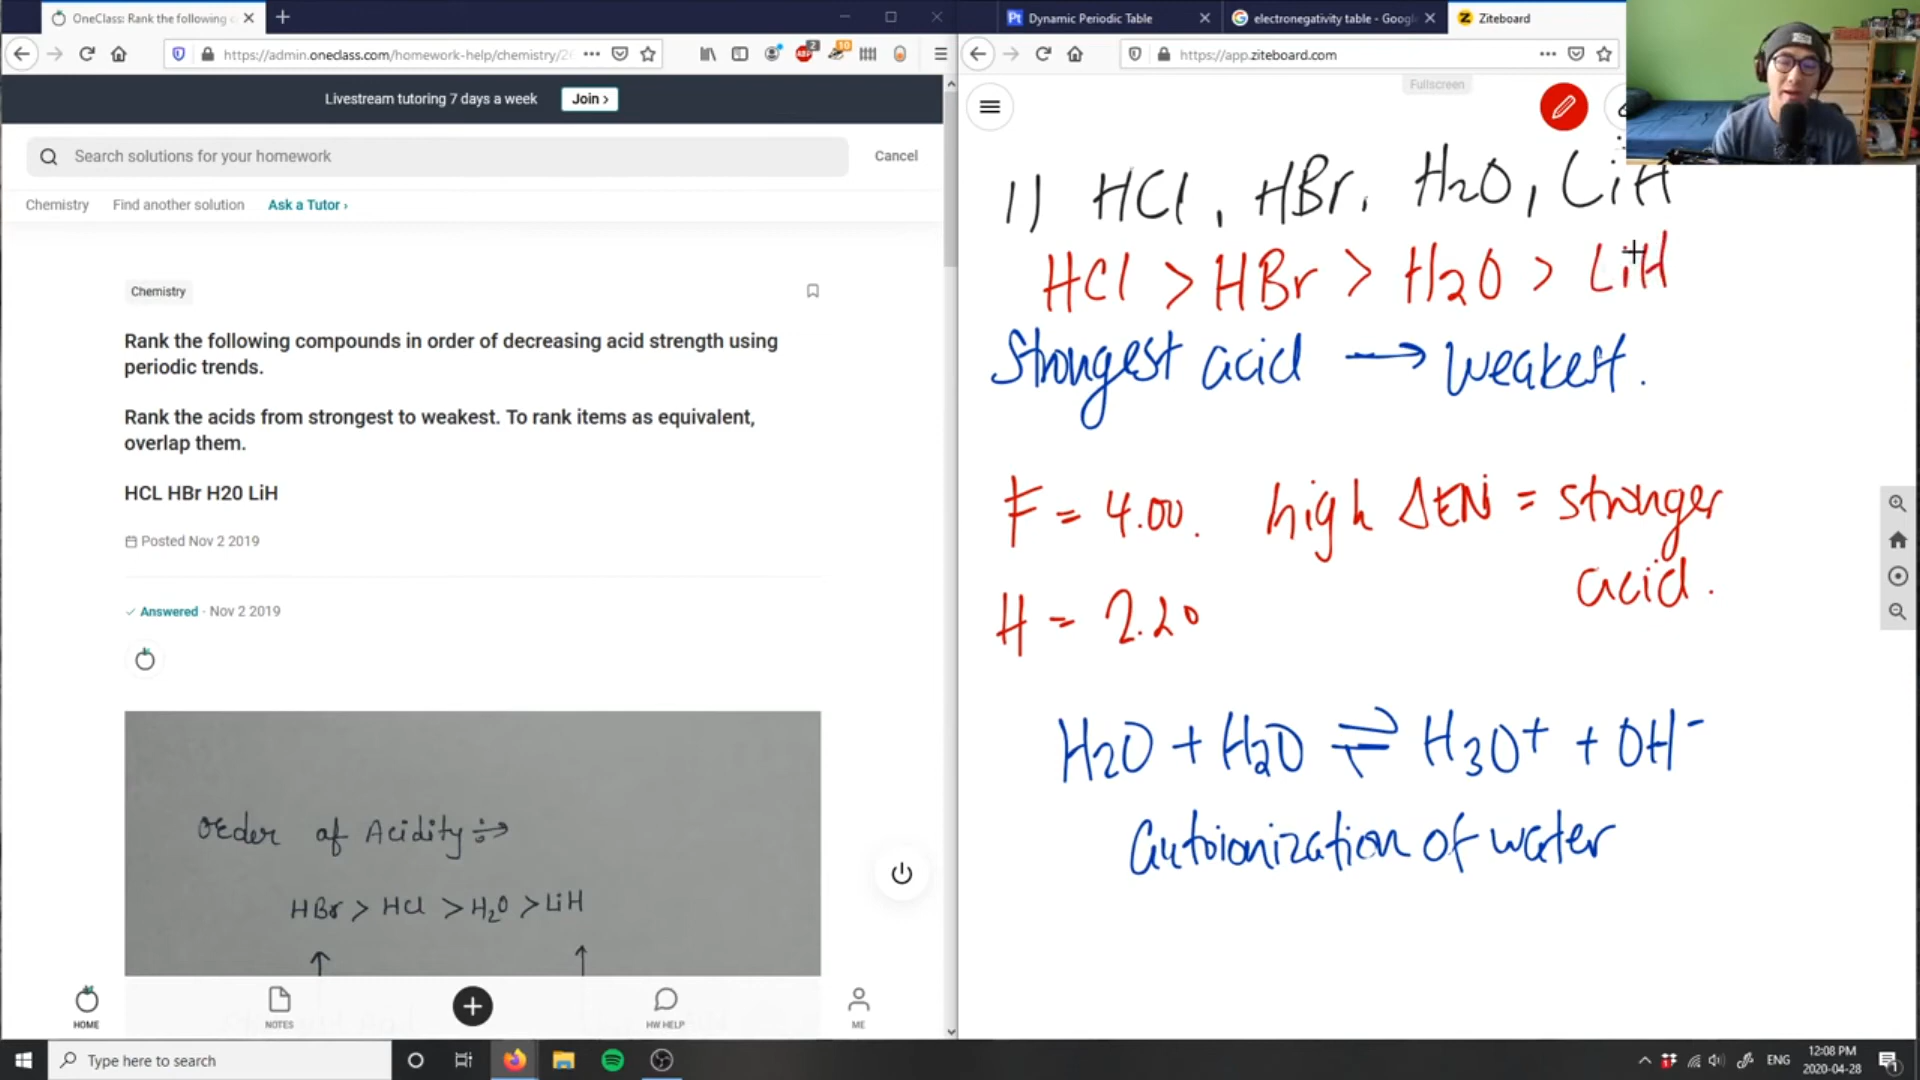 OneClass: Rank the following
https://admin.oneclass.com/homework-help/chemistry/2
2
10
Livestream tutoring 7 days a week
Join ›
Search solutions for your homework
Cancel
Chemistry
Find another solution
Ask a Tutor ›
Chemistry
Rank the following compounds in order of decreasing acid strength using
periodic trends.
Rank the acids from strongest to weakest. To rank items as equivalent,
overlap them.
HCL HBr H20 LiH
Posted Nov 2 2019
Answered · Nov 2 2019
Order of Acidity
HBr > HCl > H2O > LiH
HOME
NOTES
HW HELP
ME
Pt Dynamic Periodic Table
electronegativity table - Googl
Ziteboard
https://app.ziteboard.com
Fullscreen
1) HCl, HBr, H2O, LiH
HCl > HBr > H2O > LiH
Strongest acid → weakest.
F = 4.00. high ΔEN = stronger
acid.
H = 2.20
H2O + H2O ⇌ H3O+ + OH-
autoionization of water
Type here to search
ENG
12:08 PM
2020-04-28
1